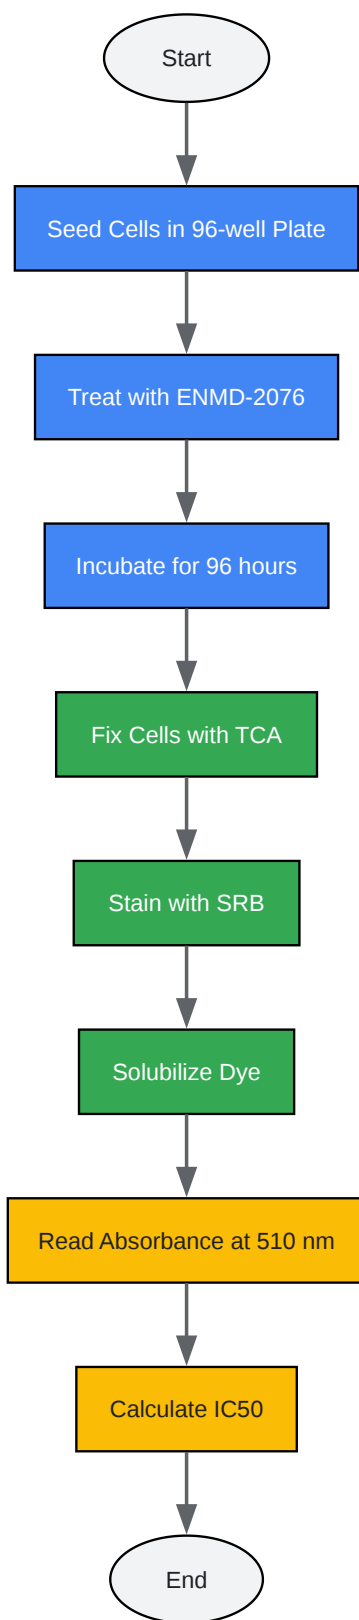 Start
Seed Cells in 96-well Plate
Treat with ENMD-2076
Incubate for 96 hours
Fix Cells with TCA
Stain with SRB
Solubilize Dye
Read Absorbance at 510 nm
Calculate IC50
End